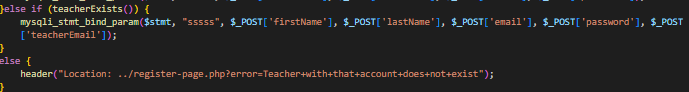 }else if (teacherExists()) {
mysqli_stmt_bind_param($stmt, "sssss", $_POST['firstName'], $_POST['lastName'], $_POST['email'], $_POST['password'], $_POST
['teacherEmail']);
}
else {
header("Location: ../register-page.php?error=Teacher+with+that+account+does+not+exist");
}